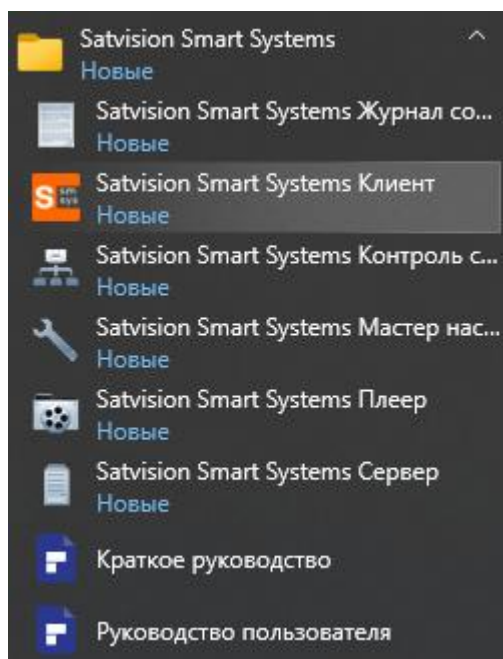 Satvision Smart Systems
Новые
Satvision Smart Systems Журнал со...
Новые
S sm sys
Satvision Smart Systems Клиент
Новые
Satvision Smart Systems Контроль с...
Новые
Satvision Smart Systems Мастер нас...
Новые
Satvision Smart Systems Плеер
Новые
Satvision Smart Systems Сервер
Новые
Краткое руководство
Руководство пользователя